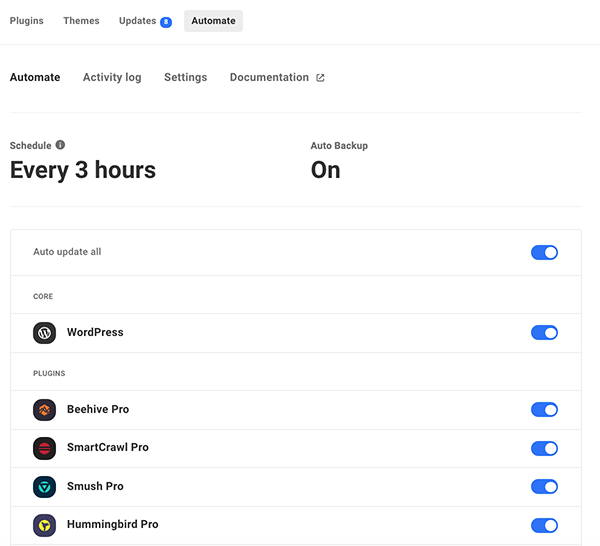 Plugins Themes Updates 8 Automate
Automate Activity log Settings Documentation
Schedule Auto Backup
Every 3 hours On
Auto update all
CORE
WordPress
PLUGINS
Beehive Pro
SmartCrawl Pro
Smush Pro
Hummingbird Pro